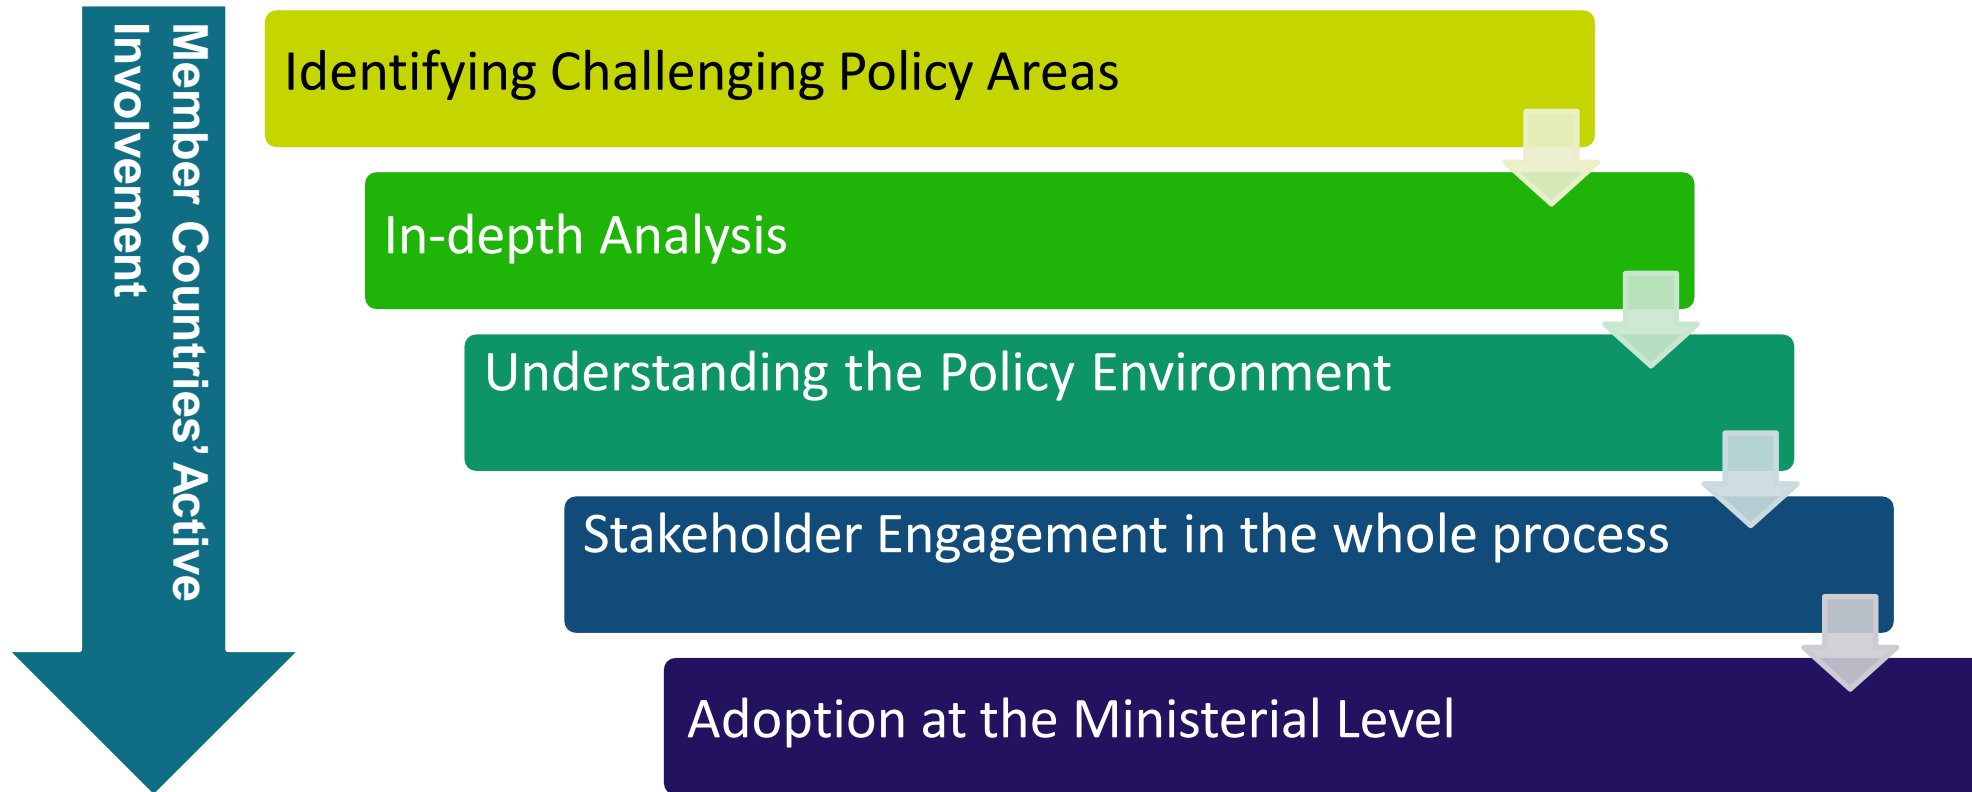 Member Countries’ Active
Involvement
Identifying Challenging Policy Areas
In-depth Analysis
Understanding the Policy Environment
Stakeholder Engagement in the whole process
Adoption at the Ministerial Level